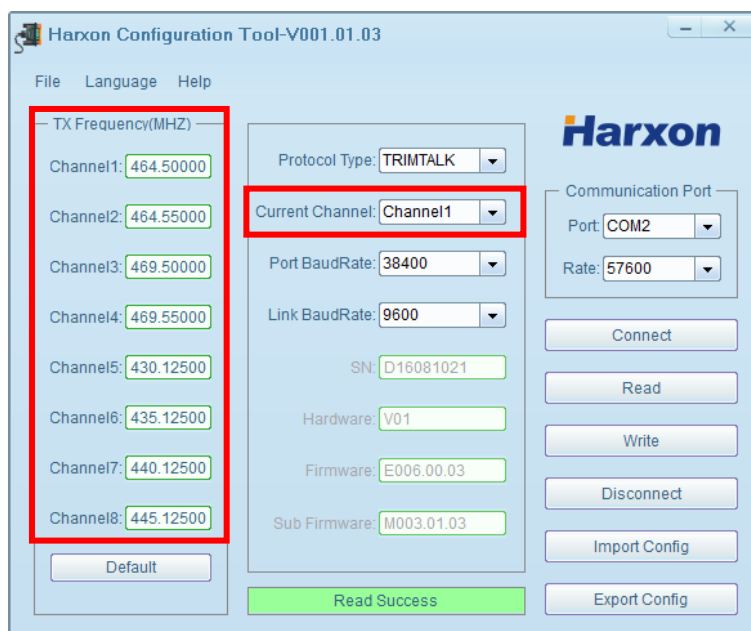 Harxon Configuration Tool-V001.01.03
File Language Help
TX Frequency(MHZ)
Channel1: 464.50000
Channel2: 464.55000
Channel3: 469.50000
Channel4: 469.55000
Channel5: 430.12500
Channel6: 435.12500
Channel7: 440.12500
Channel8: 445.12500
Default
Protocol Type: TRIMTALK
Current Channel: Channel1
Port BaudRate: 38400
Link BaudRate: 9600
SN: D16081021
Hardware: V01
Firmware: E006.00.03
Sub Firmware: M003.01.03
Read Success
Harxon
Communication Port
Port: COM2
Rate: 57600
Connect
Read
Write
Disconnect
Import Config
Export Config